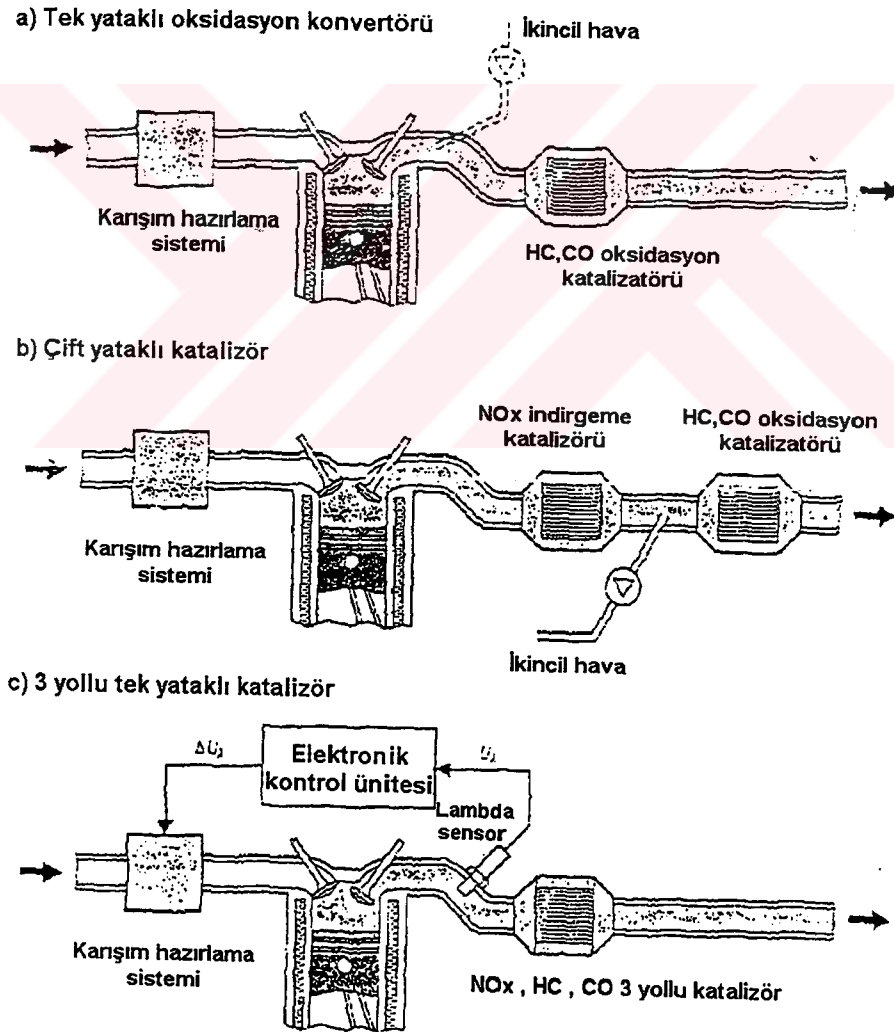 a) Tek yataklı oksidasyon konvertörü
İkincil hava
Karışım hazırlama
sistemi
HC,CO oksidasyon
katalizatörü
b) Çift yataklı katalizör
NOx indirgeme
katalizörü
HC,CO oksidasyon
katalizatörü
Karışım hazırlama
sistemi
İkincil hava
c) 3 yollu tek yataklı katalizör
ΔUλ
Elektronik
kontrol ünitesi
Uλ
Lambda
sensor
Karışım hazırlama
sistemi
NOx , HC , CO 3 yollu katalizör